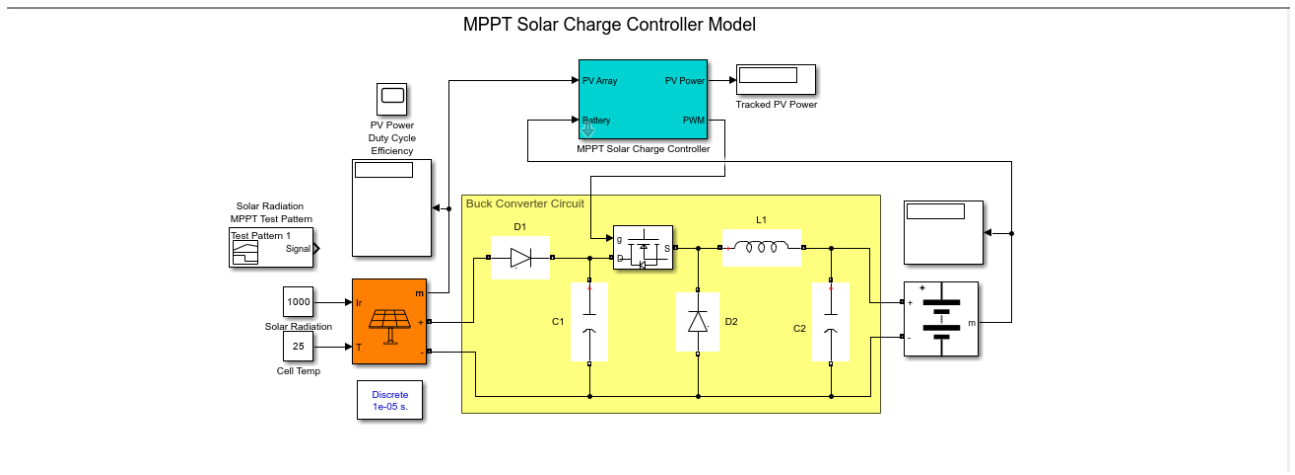 MPPT Solar Charge Controller Model
PV Array
PV Power
Battery
PWM
MPPT Solar Charge Controller
Tracked PV Power
PV Power
Duty Cycle
Efficiency
Solar Radiation
MPPT Test Pattern
Test Pattern 1
Signal
Buck Converter Circuit
D1
g
D
S
L1
C1
D2
C2
1000
Solar Radiation
25
Cell Temp
Ir
T
m
+
-
+
+
-
m
Discrete
1e-05 s.